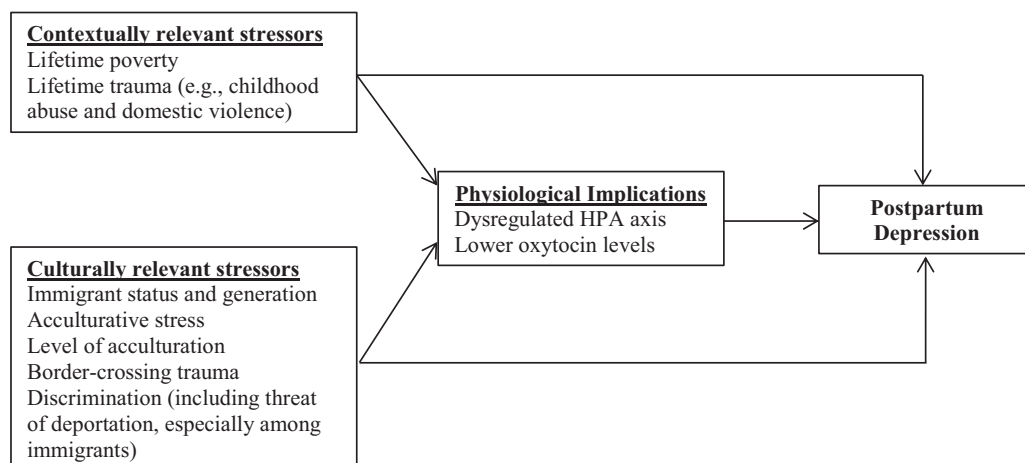 Contextually relevant stressors
Lifetime poverty
Lifetime trauma (e.g., childhood
abuse and domestic violence)
Physiological Implications
Dysregulated HPA axis
Lower oxytocin levels
Postpartum
Depression
Culturally relevant stressors
Immigrant status and generation
Acculturative stress
Level of acculturation
Border-crossing trauma
Discrimination (including threat
of deportation, especially among
immigrants)